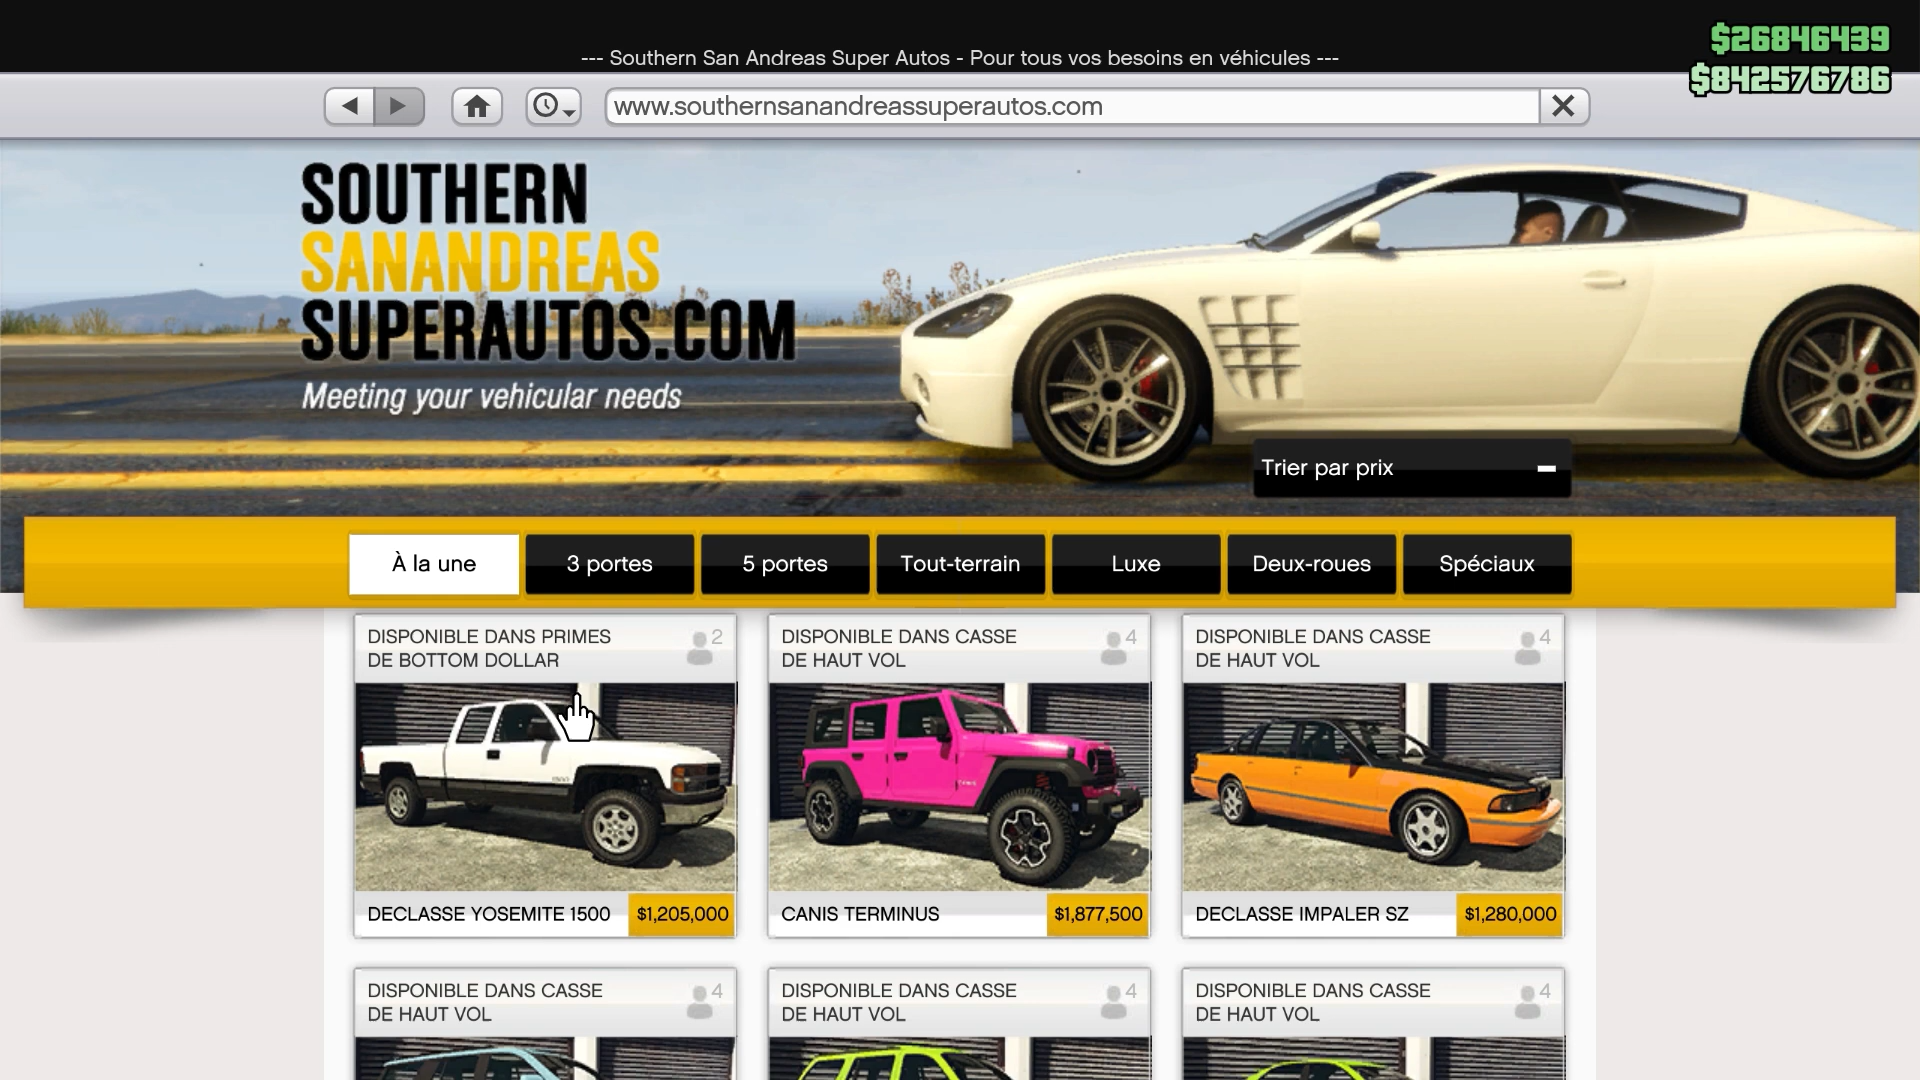 --- Southern San Andreas Super Autos - Pour tous vos besoins en véhicules ---
$26846439
$842576786
www.southernsanandreassuperautos.com
SOUTHERN
SANANDREAS
SUPERAUTOS.COM
Meeting your vehicular needs
Trier par prix
À la une
3 portes
5 portes
Tout-terrain
Luxe
Deux-roues
Spéciaux
DISPONIBLE DANS PRIMES
DE BOTTOM DOLLAR
2
DECLASSE YOSEMITE 1500
$1,205,000
DISPONIBLE DANS CASSE
DE HAUT VOL
4
CANIS TERMINUS
$1,877,500
DISPONIBLE DANS CASSE
DE HAUT VOL
4
DECLASSE IMPALER SZ
$1,280,000
DISPONIBLE DANS CASSE
DE HAUT VOL
4
DISPONIBLE DANS CASSE
DE HAUT VOL
4
DISPONIBLE DANS CASSE
DE HAUT VOL
4